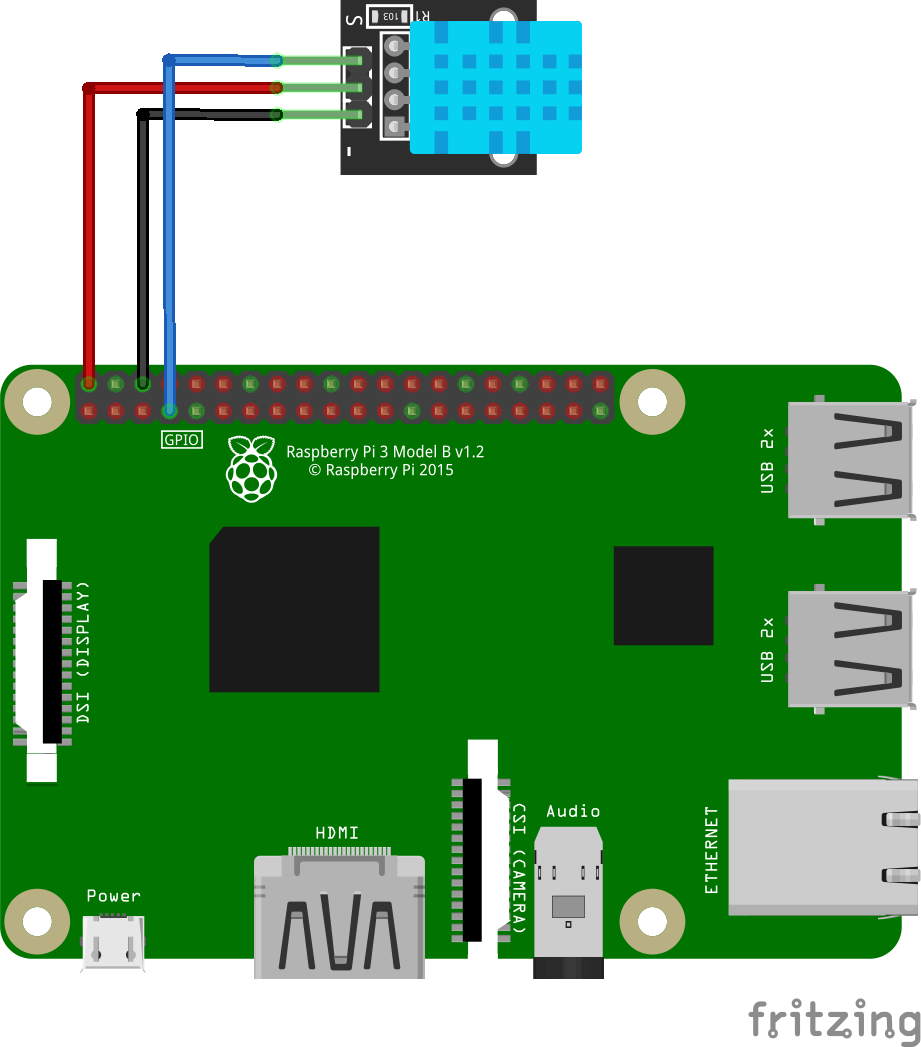 S
103
R1
-
GPIO
Raspberry Pi 3 Model B v1.2
© Raspberry Pi 2015
USB 2x
DSI (DISPLAY)
USB 2x
HDMI
CSI (CAMERA)
Audio
ETHERNET
Power
fritzing